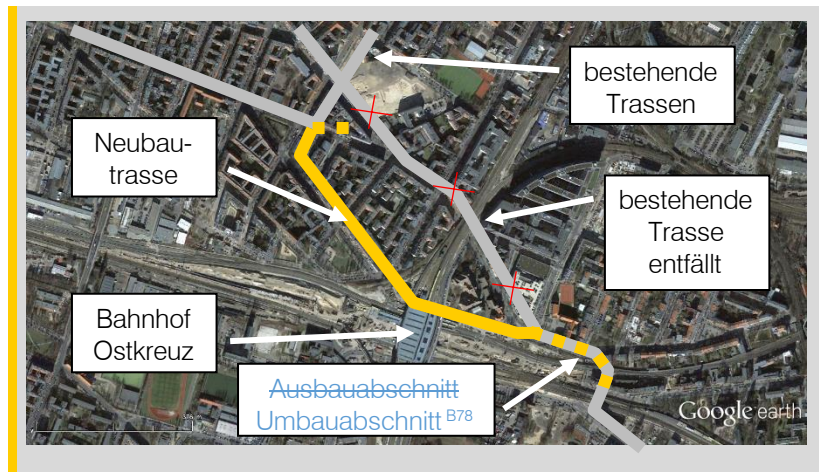 bestehende
Trassen
Neubau-
trasse
bestehende
Trasse
entfällt
Bahnhof
Ostkreuz
Ausbauabschnitt
Umbauabschnitt B78
Google earth